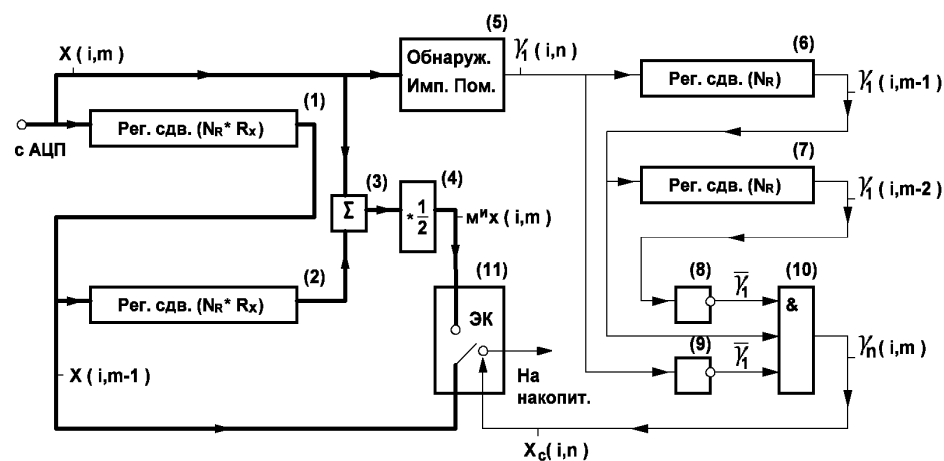 X ( i,m )
(5)
Обнаруж.
Имп. Пом.
γ₁ ( i,n )
(6)
Рег. сдв. (NR)
γ₁ ( i,m-1 )
(1)
Рег. сдв. (NR* Rx)
с АЦП
(7)
Рег. сдв. (NR)
γ₁ ( i,m-2 )
(3)
Σ
(4)
* 1/2
мих ( i,m )
(2)
Рег. сдв. (NR* Rx)
(11)
ЭК
(8)
γ̅₁
(10)
&
(9)
γ̅₁
γn( i,m )
X ( i,m-1 )
На
накопит.
Xc( i,n )